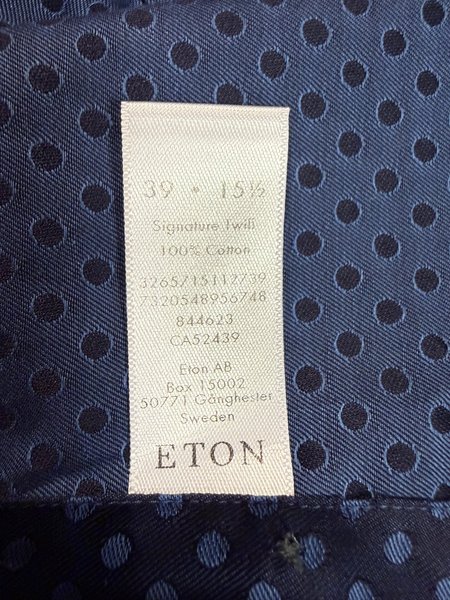 39 • 15½
Signature Twill
100% Cotton
3265715112739
7320548956748
844623
CA52439
Eton AB
Box 15002
50771 Gånghester
Sweden
ETON